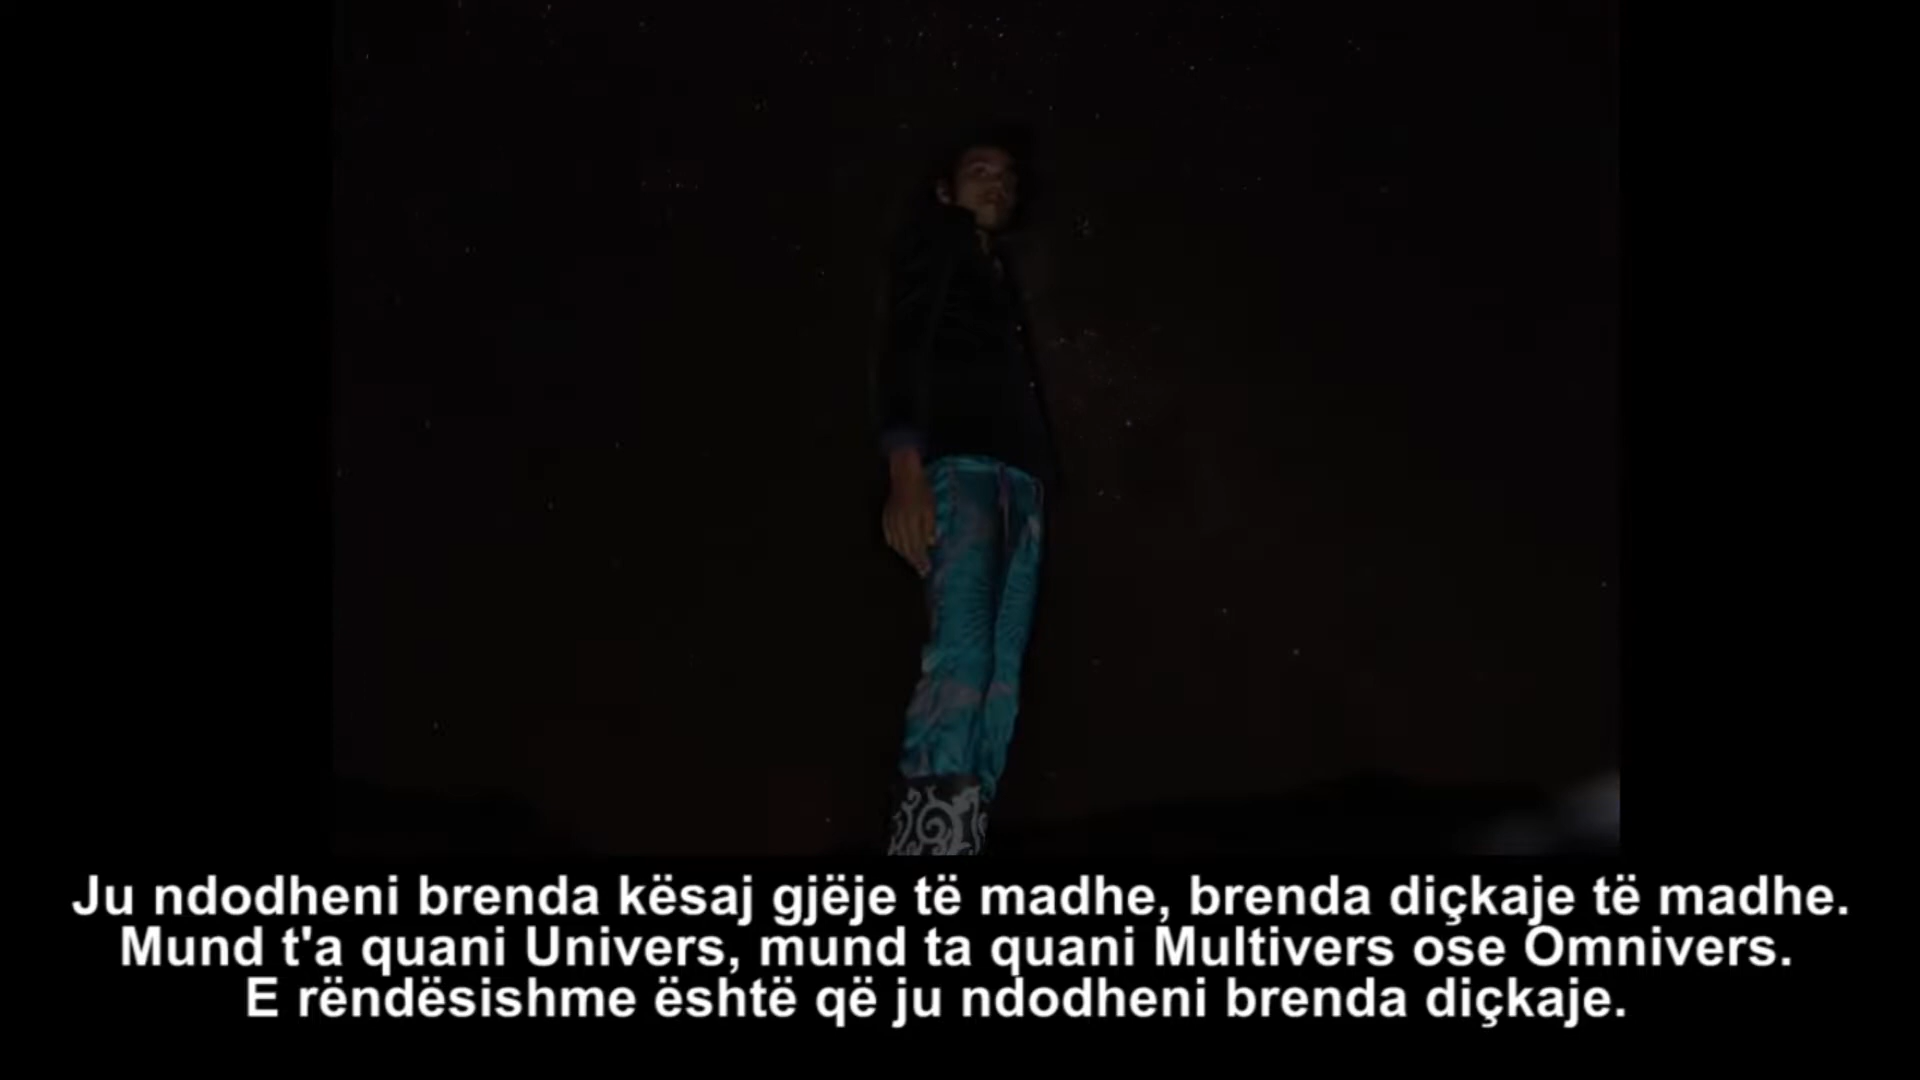 Ju ndodheni brenda kësaj gjëje të madhe, brenda diçkaje të madhe.
Mund t'a quani Univers, mund ta quani Multivers ose Omnivers.
E rëndësishme është që ju ndodheni brenda diçkaje.